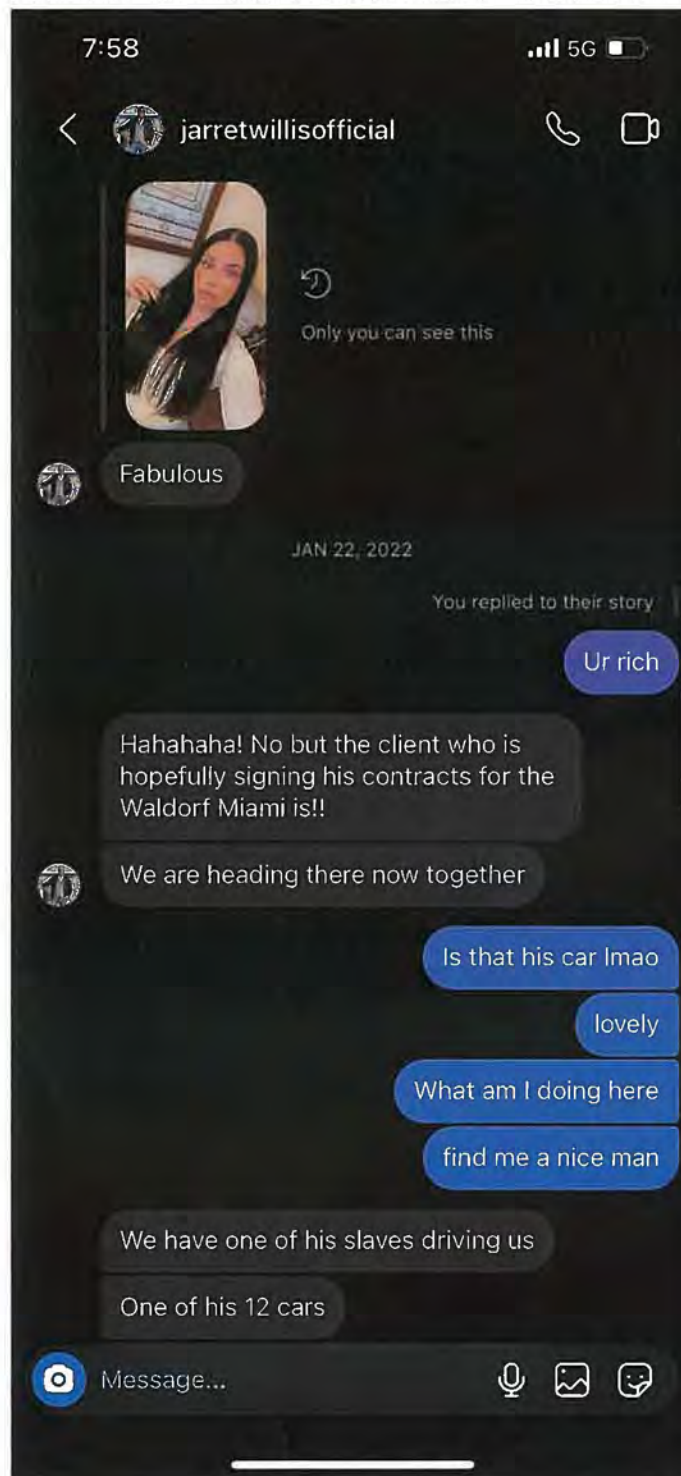 7:58
5G
jarretwillisofficial
Only you can see this
Fabulous
JAN 22, 2022
You replied to their story
Ur rich
Hahahaha! No but the client who is
hopefully signing his contracts for the
Waldorf Miami is!!
We are heading there now together
Is that his car lmao
lovely
What am I doing here
find me a nice man
We have one of his slaves driving us
One of his 12 cars
Message...